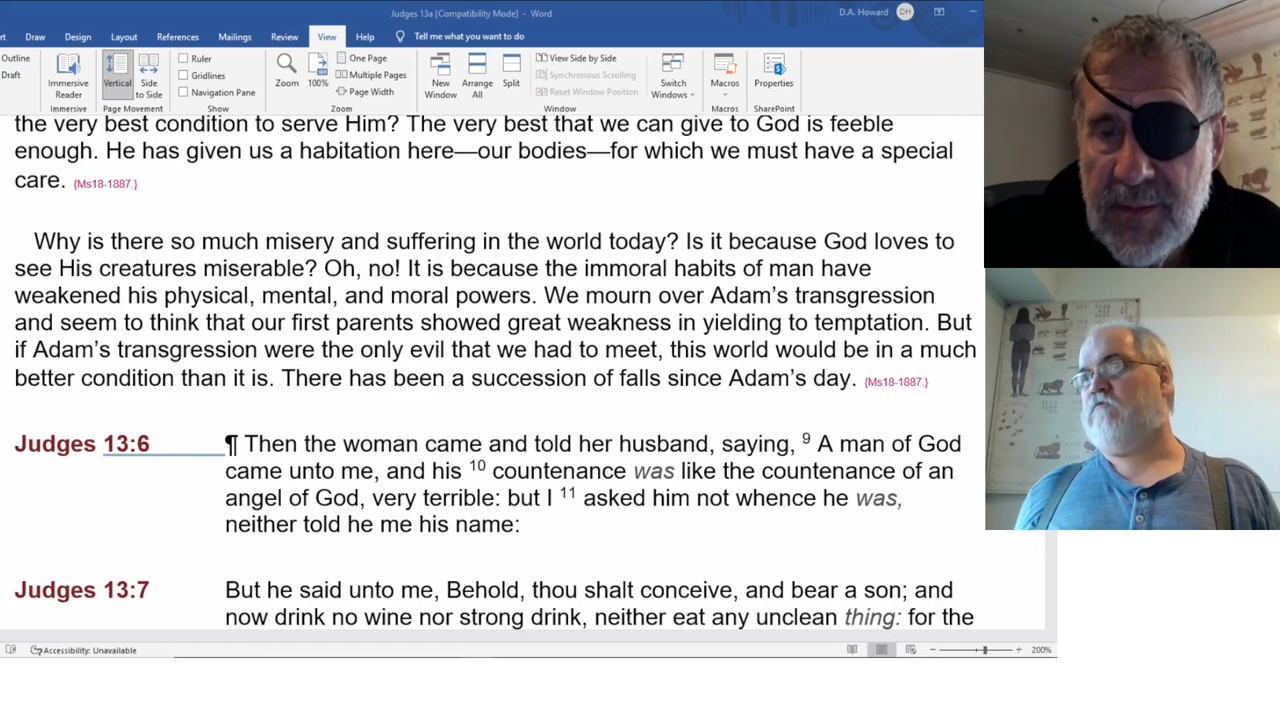 Judges 13a [Compatibility Mode] - Word
D.A. Howard
DH
rt Draw Design Layout References Mailings Review View Help Tell me what you want to do
Outline
Draft
Immersive
Reader
Immersive
Vertical
Side
to Side
Page Movement
Ruler
Gridlines
Navigation Pane
Show
Zoom
100%
One Page
Multiple Pages
Page Width
Zoom
New
Window
Arrange
All
Split
View Side by Side
Synchronous Scrolling
Reset Window Position
Window
Switch
Windows
Macros
Macros
Properties
SharePoint
the very best condition to serve Him? The very best that we can give to God is feeble
enough. He has given us a habitation here—our bodies—for which we must have a special
care. {Ms18-1887.}
Why is there so much misery and suffering in the world today? Is it because God loves to
see His creatures miserable? Oh, no! It is because the immoral habits of man have
weakened his physical, mental, and moral powers. We mourn over Adam's transgression
and seem to think that our first parents showed great weakness in yielding to temptation. But
if Adam's transgression were the only evil that we had to meet, this world would be in a much
better condition than it is. There has been a succession of falls since Adam's day. {Ms18-1887.}
Judges 13:6 ¶ Then the woman came and told her husband, saying, 9 A man of God
came unto me, and his 10 countenance was like the countenance of an
angel of God, very terrible: but I 11 asked him not whence he was,
neither told he me his name:
Judges 13:7 But he said unto me, Behold, thou shalt conceive, and bear a son; and
now drink no wine nor strong drink, neither eat any unclean thing: for the
Accessibility: Unavailable
200%